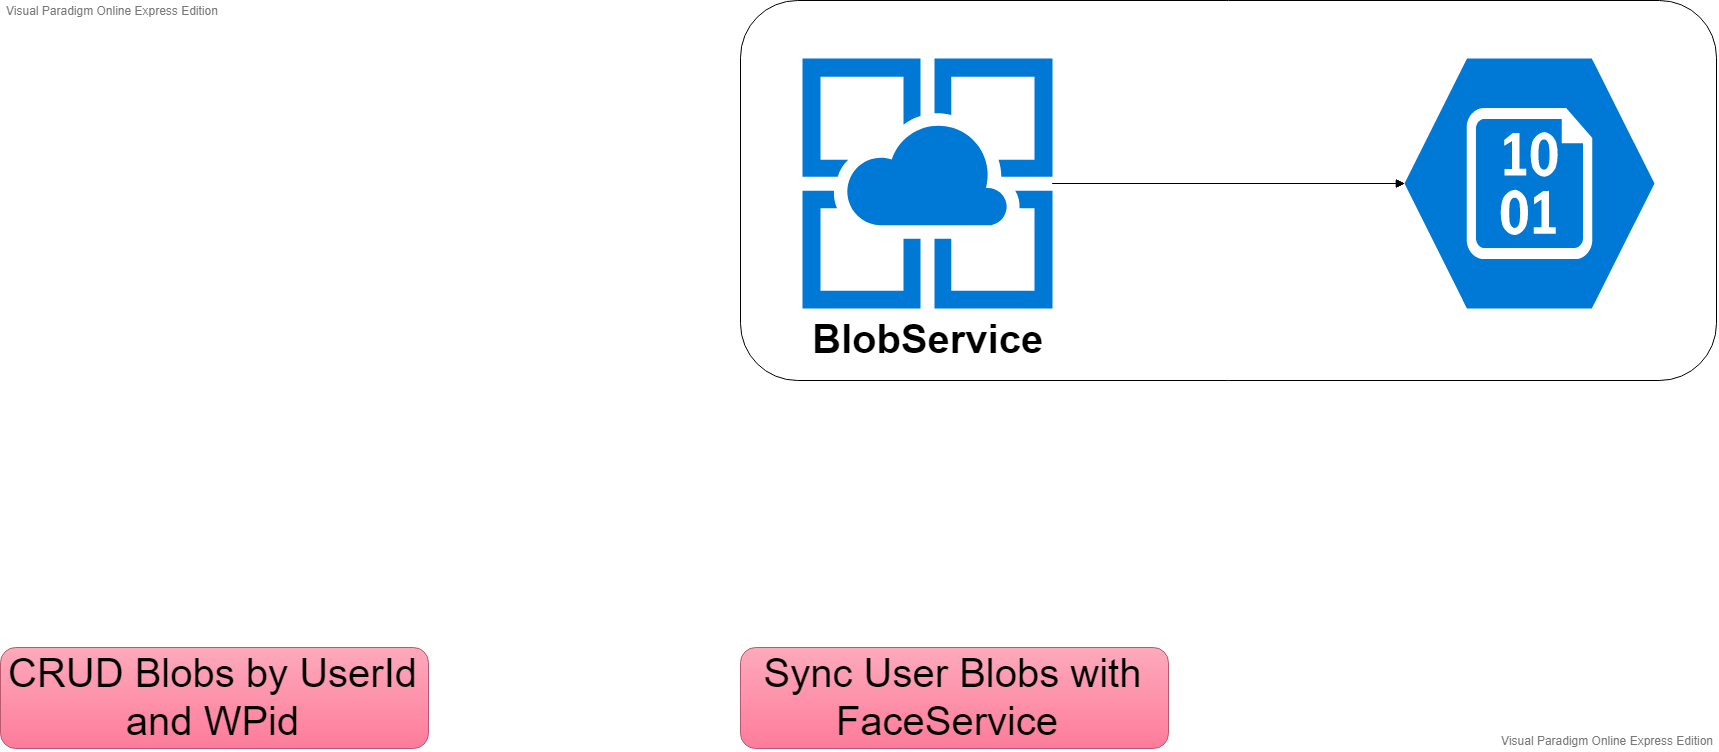 Visual Paradigm Online Express Edition
10
01
BlobService
CRUD Blobs by UserId
and WPid
Sync User Blobs with
FaceService
Visual Paradigm Online Express Edition